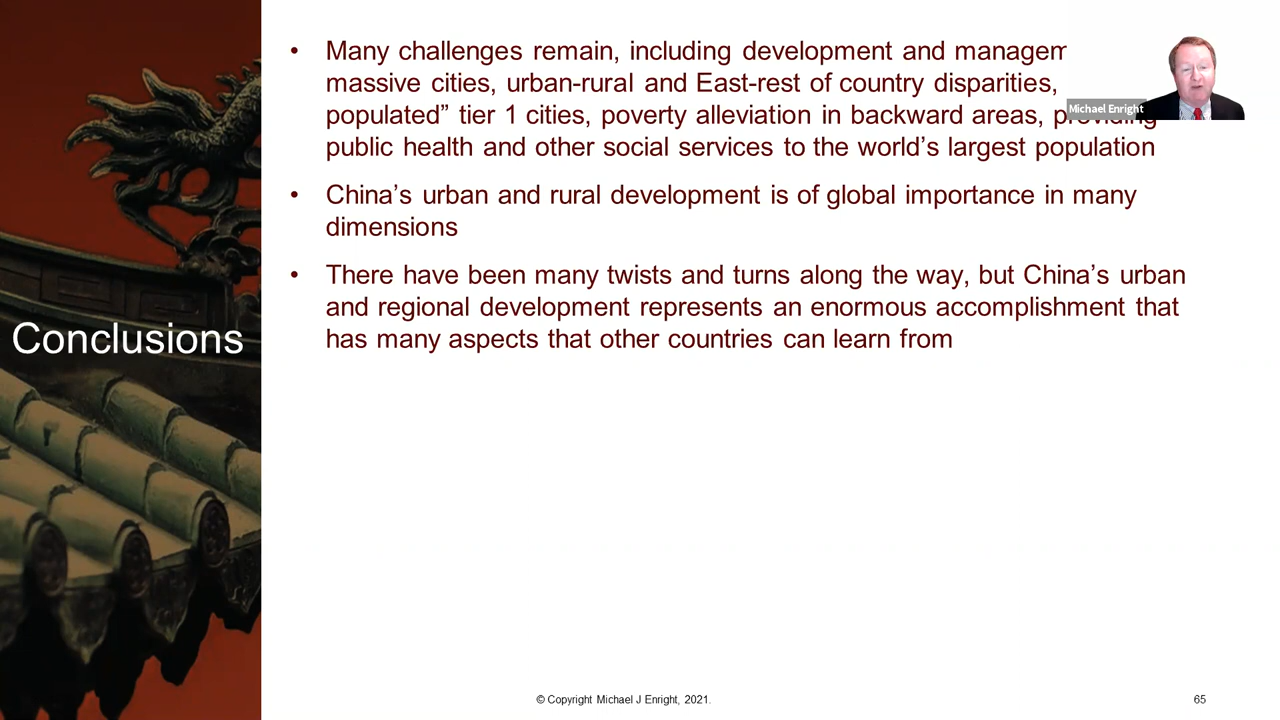 Conclusions
• Many challenges remain, including development and
massive cities, urban-rural and East-rest of country disparities,
populated” tier 1 cities, poverty alleviation in backward areas, providing
public health and other social services to the world’s largest population
• China’s urban and rural development is of global importance in many
dimensions
• There have been many twists and turns along the way, but China’s urban
and regional development represents an enormous accomplishment that
has many aspects that other countries can learn from
Michael Enright
© Copyright Michael J Enright, 2021.
65